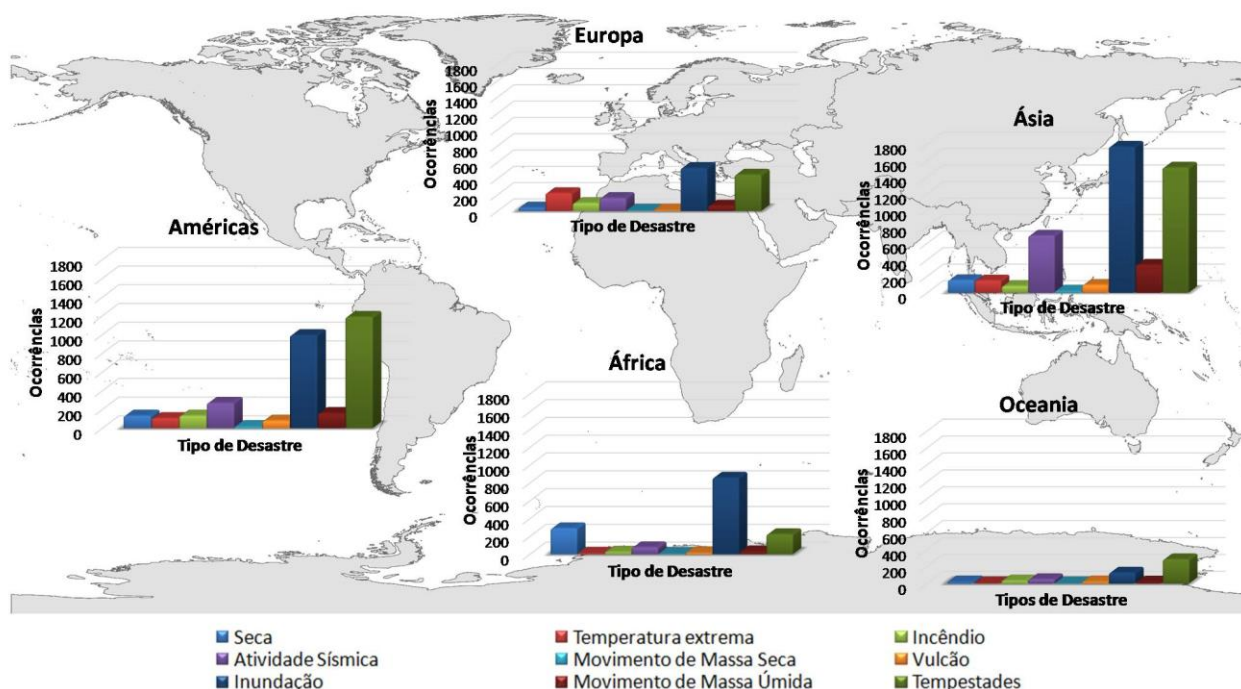 Europa
1800
1600
1400
1200
1000
800
600
400
200
0
Ocorrências
Tipo de Desastre
Ásia
1800
1600
1400
1200
1000
800
600
400
200
0
Ocorrências
Tipo de Desastre
Américas
1800
1600
1400
1200
1000
800
600
400
200
0
Ocorrências
Tipo de Desastre
África
1800
1600
1400
1200
1000
800
600
400
200
0
Ocorrências
Tipo de Desastre
Oceania
1800
1600
1400
1200
1000
800
600
400
200
0
Ocorrências
Tipos de Desastre
Seca
Temperatura extrema
Incêndio
Atividade Sísmica
Movimento de Massa Seca
Vulcão
Inundação
Movimento de Massa Úmida
Tempestades